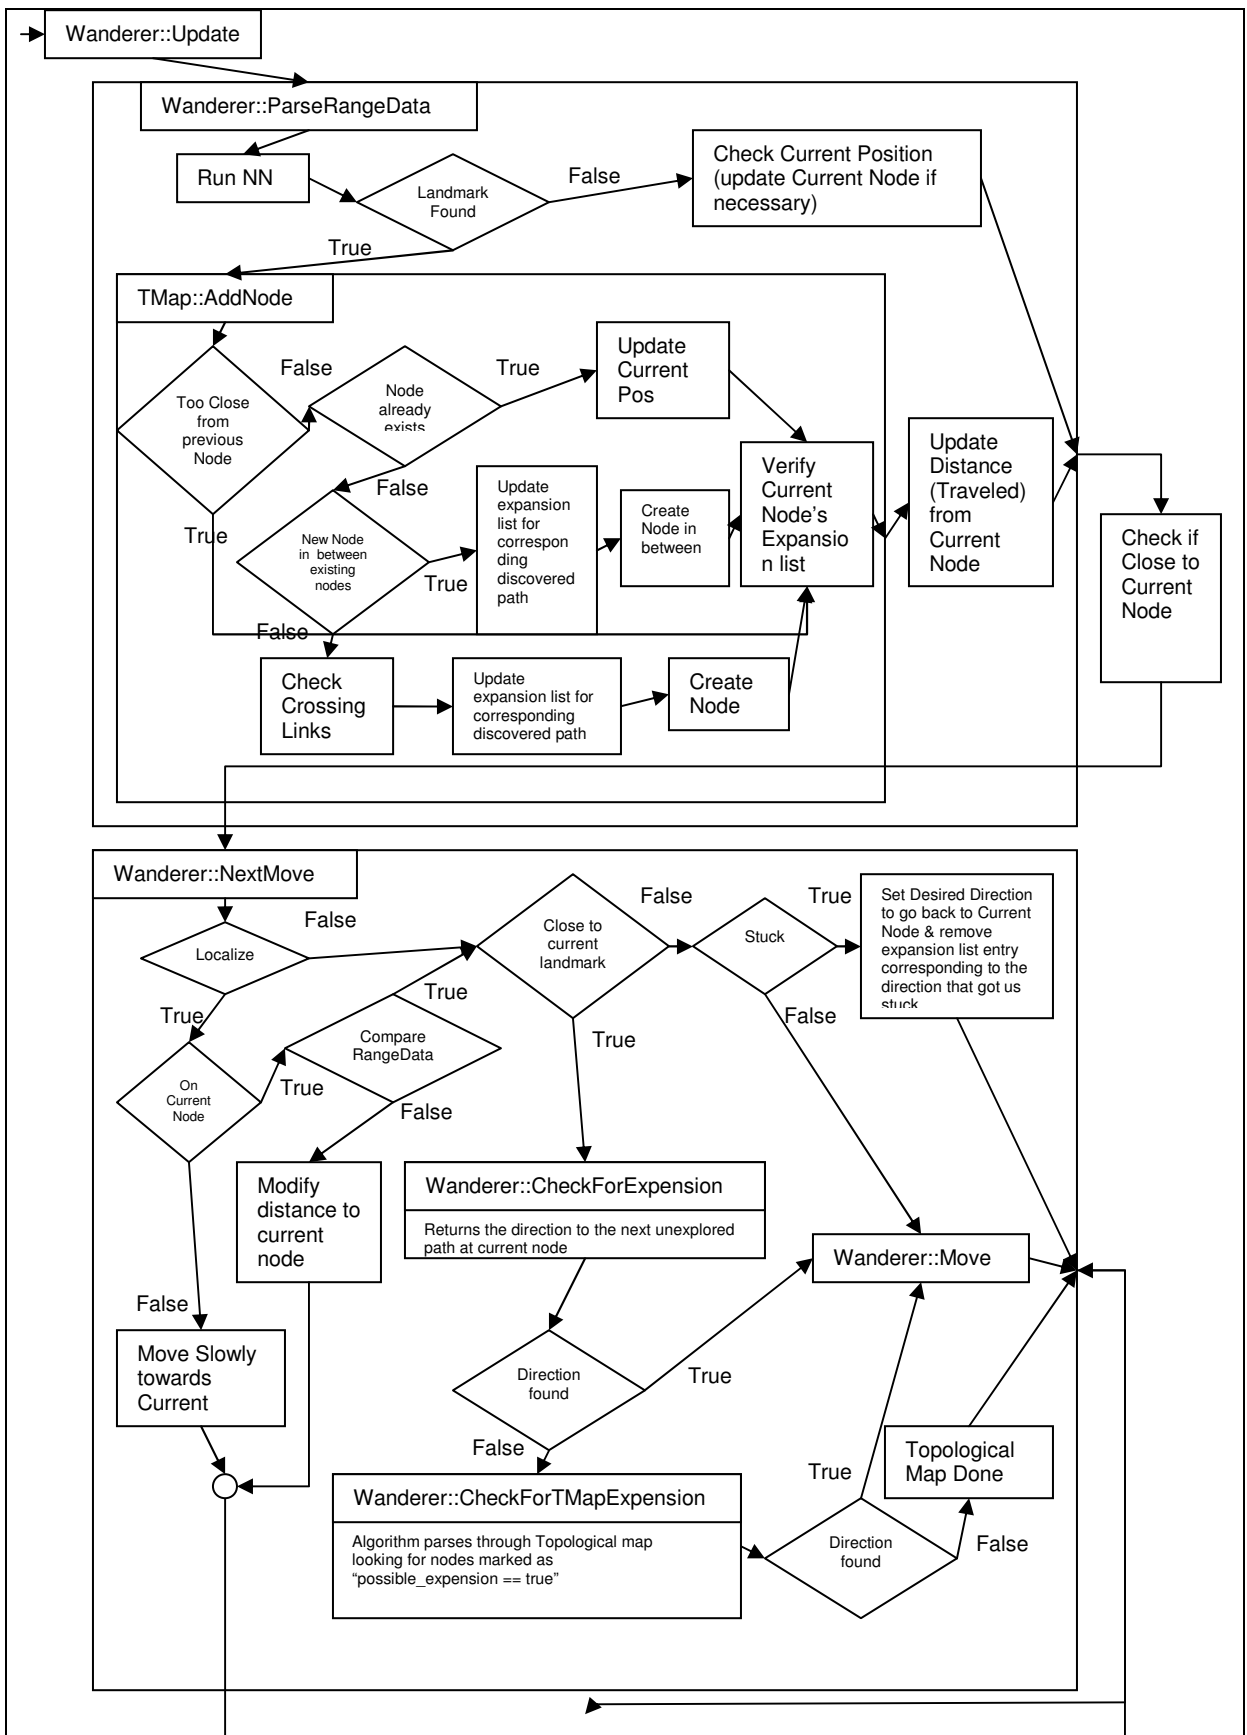 Wanderer::Update
Wanderer::ParseRangeData
Run NN
Landmark
Found
False
True
Check Current Position
(update Current Node if
necessary)
TMap::AddNode
Too Close
from
previous
Node
False
True
Node
already
exists
True
False
Update
Current
Pos
New Node
in between
existing
nodes
True
False
Update
expansion
list for
correspon
ding
discovered
path
Create
Node in
between
Verify
Current
Node's
Expansio
n list
Update
Distance
(Traveled)
from
Current
Node
Check if
Close to
Current
Node
Check
Crossing
Links
Update
expansion list for
corresponding
discovered path
Create
Node
Wanderer::NextMove
Localize
False
True
On
Current
Node
True
False
Compare
RangeData
True
False
Close to
current
landmark
False
True
Stuck
True
False
Set Desired Direction
to go back to Current
Node & remove
expansion list entry
corresponding to the
direction that got us
stuck
Modify
distance to
current
node
Move Slowly
towards
Current
Wanderer::CheckForExpension
Returns the direction to the next unexplored
path at current node
Wanderer::Move
Direction
found
True
False
Wanderer::CheckForTMapExpension
Algorithm parses through Topological map
looking for nodes marked as
“possible_expension == true”
Direction
found
True
False
Topological
Map Done